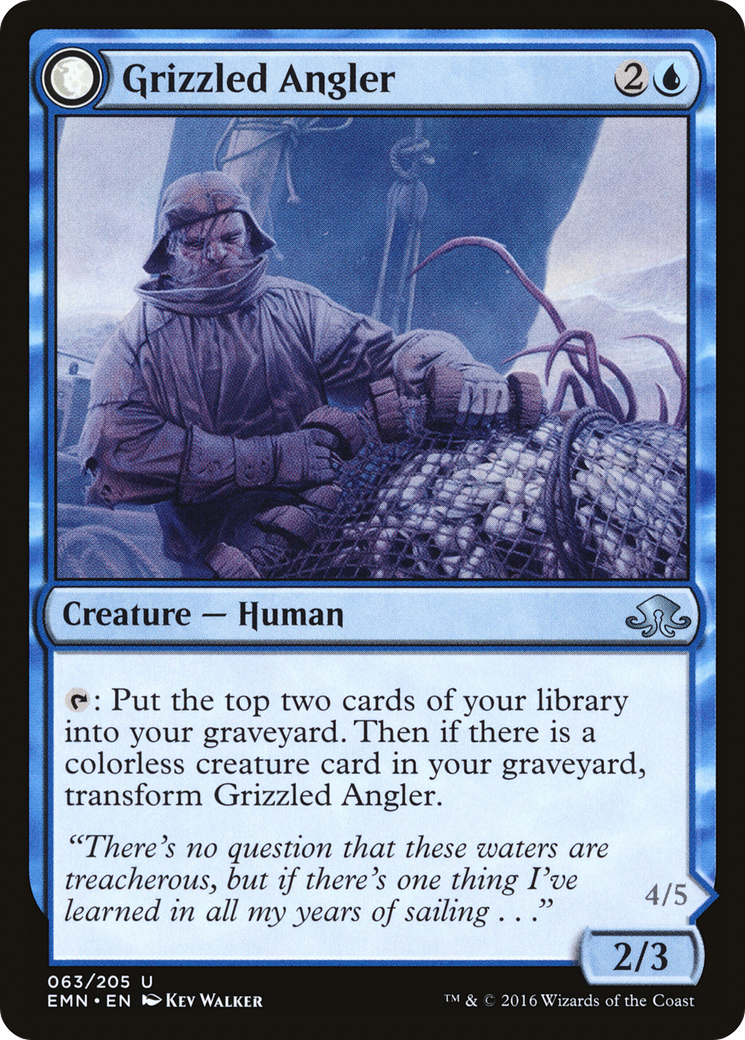 Grizzled Angler 2
Creature — Human
: Put the top two cards of your library
into your graveyard. Then if there is a
colorless creature card in your graveyard,
transform Grizzled Angler.
“There’s no question that these waters are
treacherous, but if there’s one thing I’ve
learned in all my years of sailing . . .”
4/5
2/3
063/205 U
EMN • EN Kev Walker
™ & © 2016 Wizards of the Coast